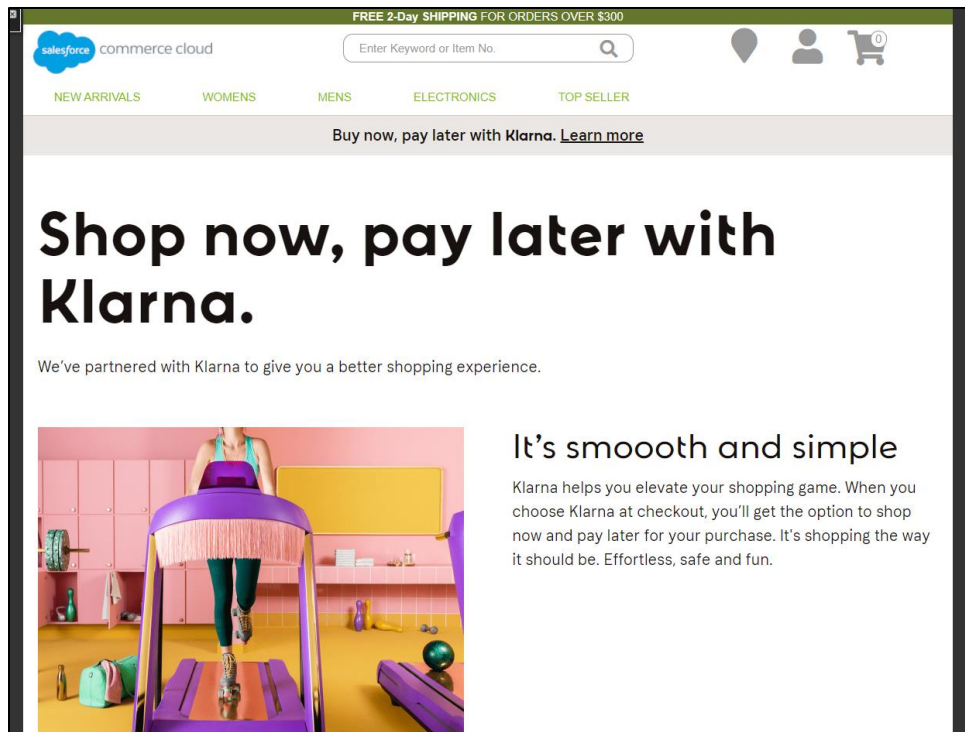 FREE 2-Day SHIPPING FOR ORDERS OVER $300
salesforce commerce cloud
Enter Keyword or Item No.
0
NEW ARRIVALS WOMENS MENS ELECTRONICS TOP SELLER
Buy now, pay later with Klarna. Learn more
Shop now, pay later with
Klarna.
We've partnered with Klarna to give you a better shopping experience.
It's smoooth and simple
Klarna helps you elevate your shopping game. When you
choose Klarna at checkout, you'll get the option to shop
now and pay later for your purchase. It's shopping the way
it should be. Effortless, safe and fun.